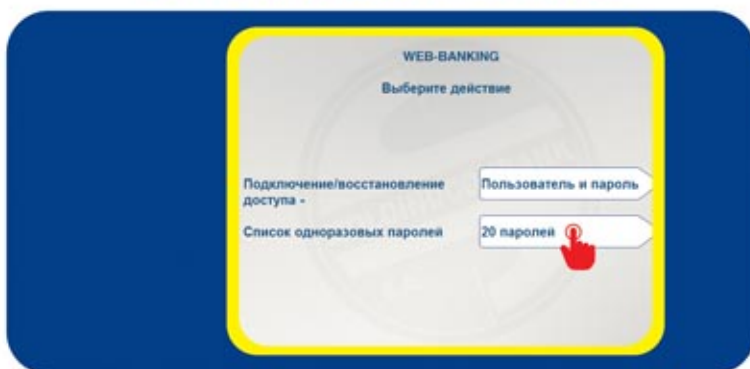 WEB-BANKING
Выберите действие
Подключение/восстановление
доступа -
Пользователь и пароль
Список одноразовых паролей
20 паролей